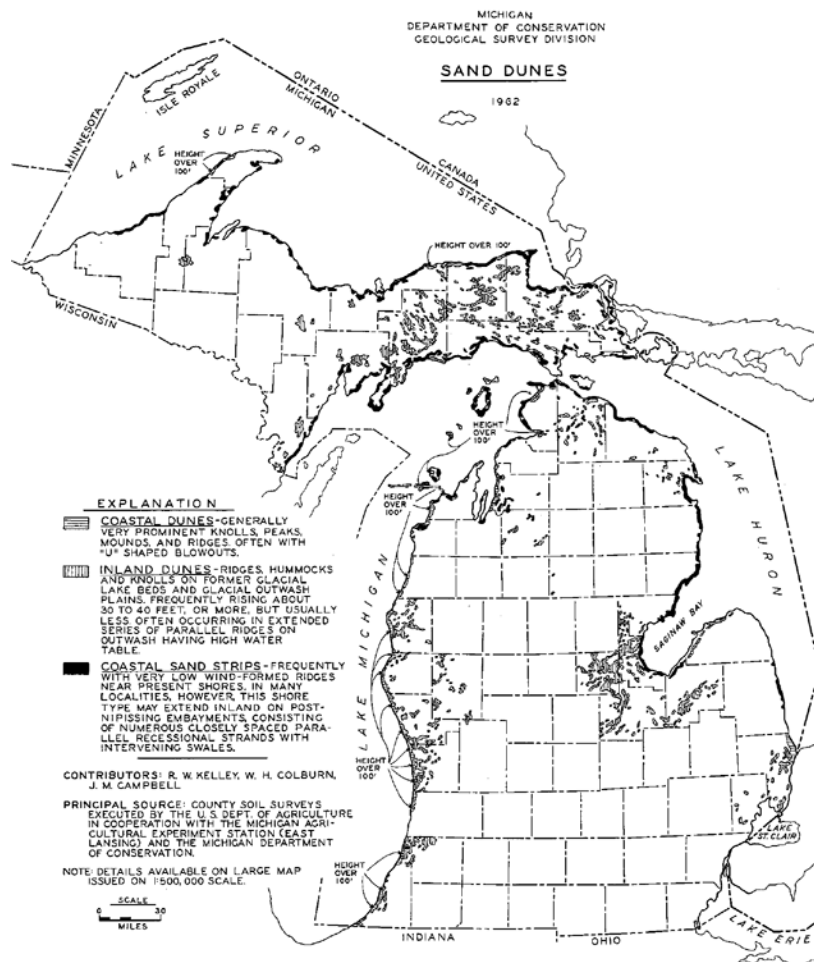 MICHIGAN
DEPARTMENT OF CONSERVATION
GEOLOGICAL SURVEY DIVISION
SAND DUNES
1962
ISLE ROYALE
ONTARIO
MICHIGAN
MINNESOTA
LAKE SUPERIOR
HEIGHT
OVER
100'
CANADA
UNITED STATES
HEIGHT OVER 100'
WISCONSIN
HEIGHT
OVER
100'
HEIGHT
OVER
100'
LAKE HURON
SAGINAW BAY
LAKE MICHIGAN
EXPLANATION
COASTAL DUNES-GENERALLY
VERY PROMINENT KNOLLS, PEAKS,
MOUNDS, AND RIDGES, OFTEN WITH
"U" SHAPED BLOWOUTS.
INLAND DUNES-RIDGES, HUMMOCKS
AND KNOLLS ON FORMER GLACIAL
LAKE BEDS AND GLACIAL OUTWASH
PLAINS, FREQUENTLY RISING ABOUT
30 TO 40 FEET, OR MORE, BUT USUALLY
LESS OFTEN OCCURRING IN EXTENDED
SERIES OF PARALLEL RIDGES ON
OUTWASH HAVING HIGH WATER
TABLE.
COASTAL SAND STRIPS-FREQUENTLY
WITH VERY LOW WIND-FORMED RIDGES
NEAR PRESENT SHORES. IN MANY
LOCALITIES, HOWEVER, THIS SHORE
TYPE MAY EXTEND INLAND ON POST-
NIPISSING EMBAYMENTS, CONSISTING
OF NUMEROUS CLOSELY SPACED PARA-
LLEL RECESSIONAL STRANDS WITH
INTERVENING SWALES.
HEIGHT
OVER
100'
CONTRIBUTORS: R. W. KELLEY, W. H. COLBURN,
J. M. CAMPBELL
PRINCIPAL SOURCE: COUNTY SOIL SURVEYS
EXECUTED BY THE U.S. DEPT. OF AGRICULTURE
IN COOPERATION WITH THE MICHIGAN AGRI-
CULTURAL EXPERIMENT STATION (EAST
LANSING) AND THE MICHIGAN DEPARTMENT
OF CONSERVATION.
NOTE: DETAILS AVAILABLE ON LARGE MAP
ISSUED ON 1:500,000 SCALE.
HEIGHT
OVER
100'
SCALE
0 30
MILES
LAKE
ST. CLAIR
INDIANA
OHIO
LAKE ERIE